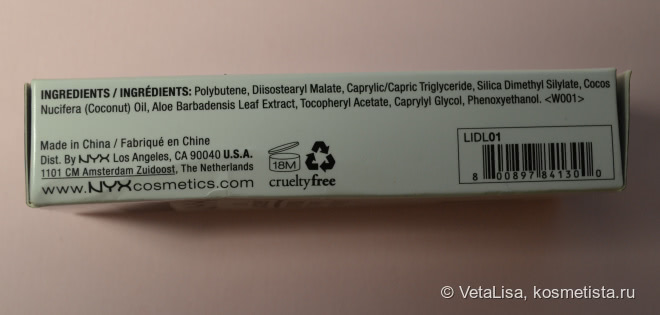 INGREDIENTS / INGRÉDIENTS: Polybutene, Diisostearyl Malate, Caprylic/Capric Triglyceride, Silica Dimethyl Silylate, Cocos
Nucifera (Coconut) Oil, Aloe Barbadensis Leaf Extract, Tocopheryl Acetate, Caprylyl Glycol, Phenoxyethanol. <W001>
Made in China / Fabriqué en Chine
Dist. By NYX Los Angeles, CA 90040 U.S.A.
1101 CM Amsterdam Zuidoost, The Netherlands
www.NYXcosmetics.com
18M
crueltyfree
LIDL01
8 00897 84130 0
© VetaLisa, kosmetista.ru